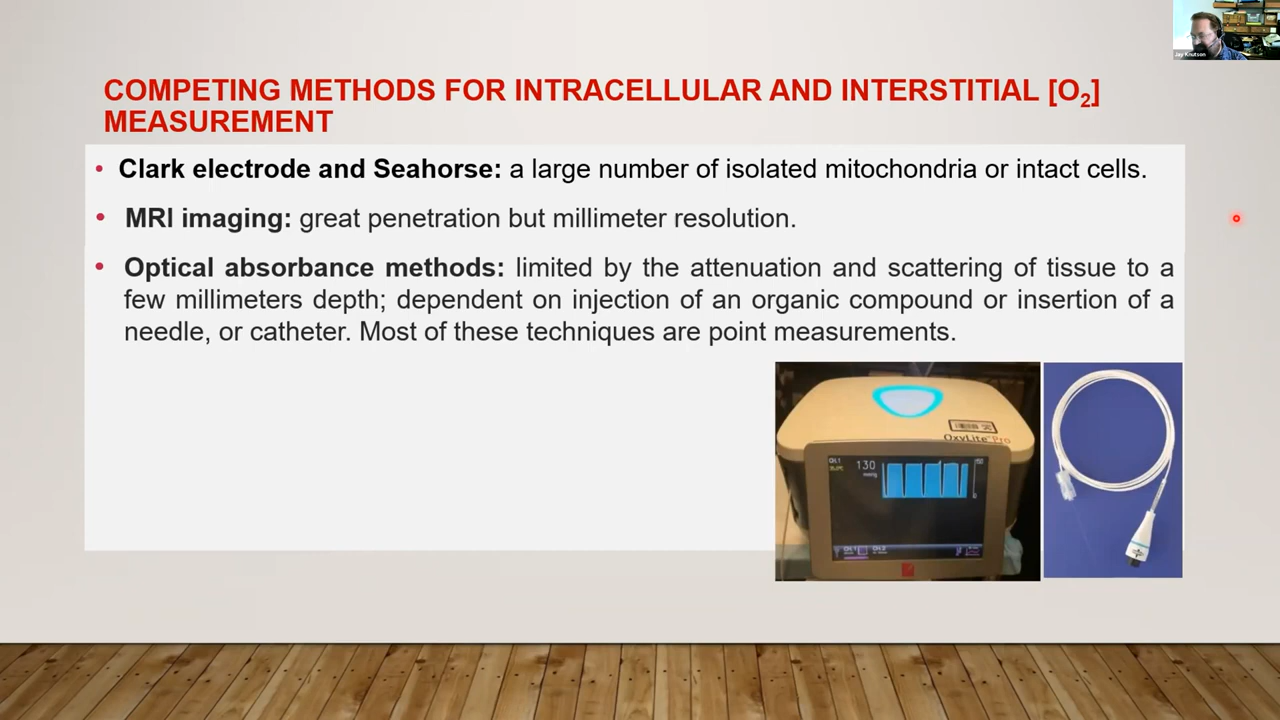 Jay Knutson
COMPETING METHODS FOR INTRACELLULAR AND INTERSTITIAL [O₂]
MEASUREMENT
• Clark electrode and Seahorse: a large number of isolated mitochondria or intact cells.
• MRI imaging: great penetration but millimeter resolution.
• Optical absorbance methods: limited by the attenuation and scattering of tissue to a
few millimeters depth; dependent on injection of an organic compound or insertion of a
needle, or catheter. Most of these techniques are point measurements.
OxyLite Pro
130